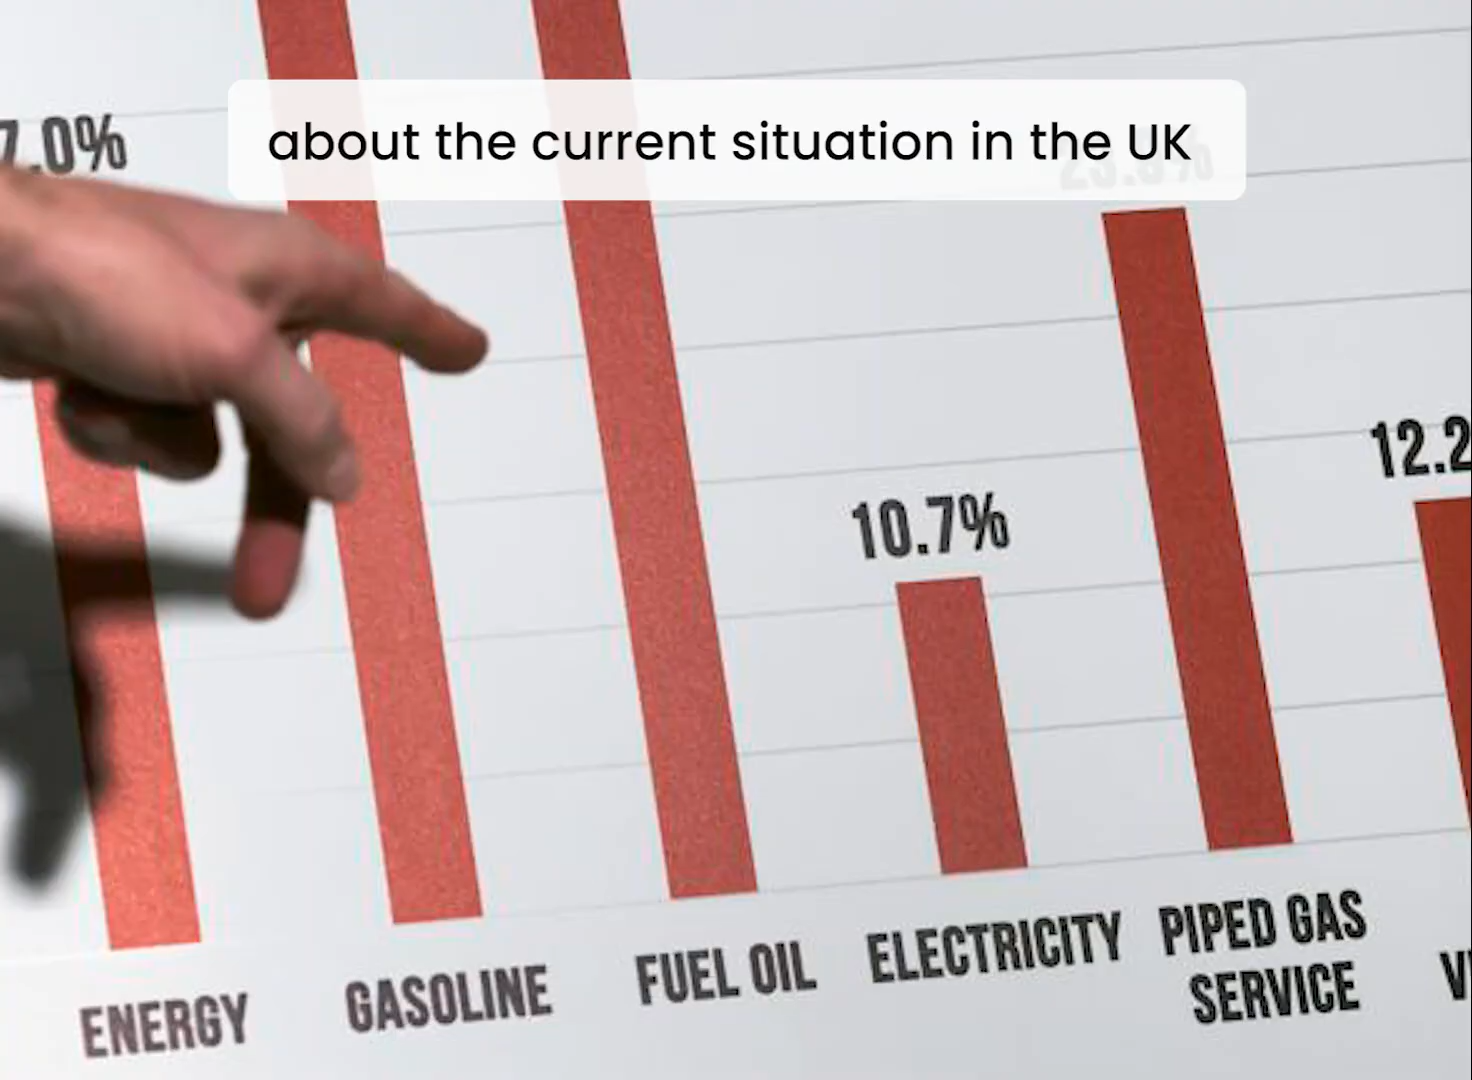 about the current situation in the UK
7.0%
10.7%
12.2
ENERGY
GASOLINE
FUEL OIL
ELECTRICITY
PIPED GAS
SERVICE